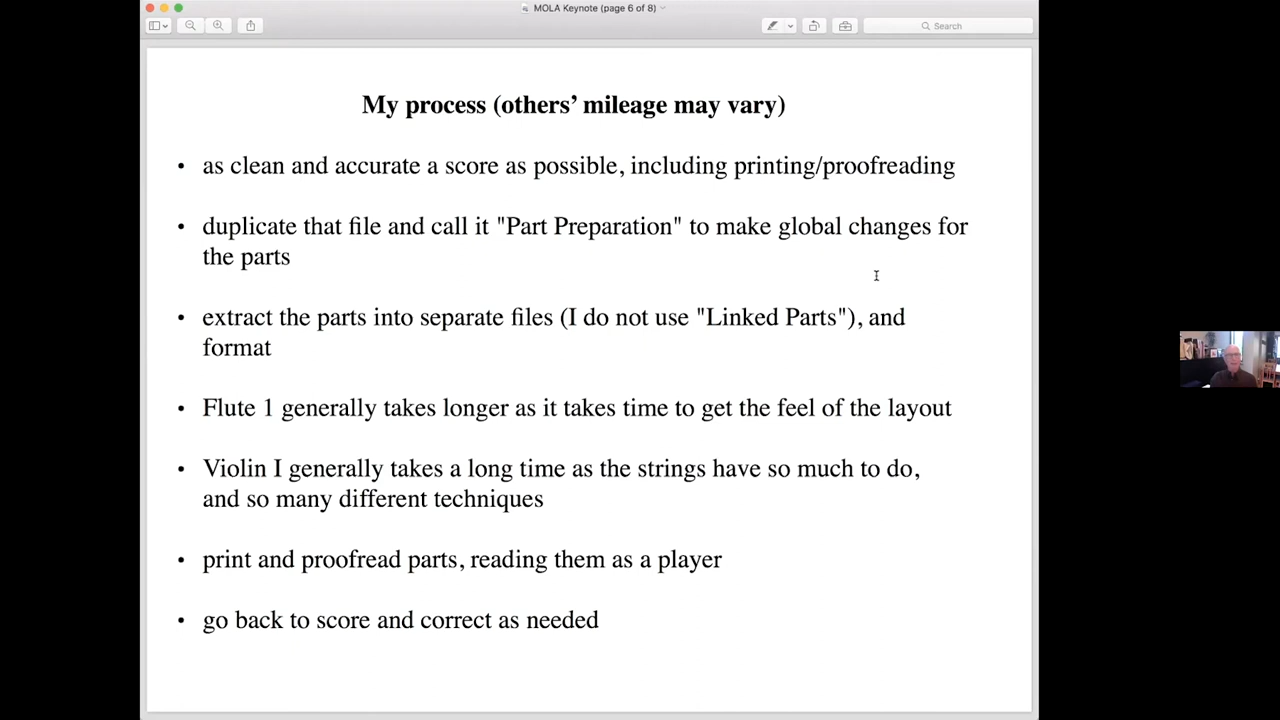 MOLA Keynote (page 6 of 8)
Search
My process (others’ mileage may vary)
• as clean and accurate a score as possible, including printing/proofreading
• duplicate that file and call it "Part Preparation" to make global changes for
the parts
• extract the parts into separate files (I do not use "Linked Parts"), and
format
• Flute 1 generally takes longer as it takes time to get the feel of the layout
• Violin I generally takes a long time as the strings have so much to do,
and so many different techniques
• print and proofread parts, reading them as a player
• go back to score and correct as needed